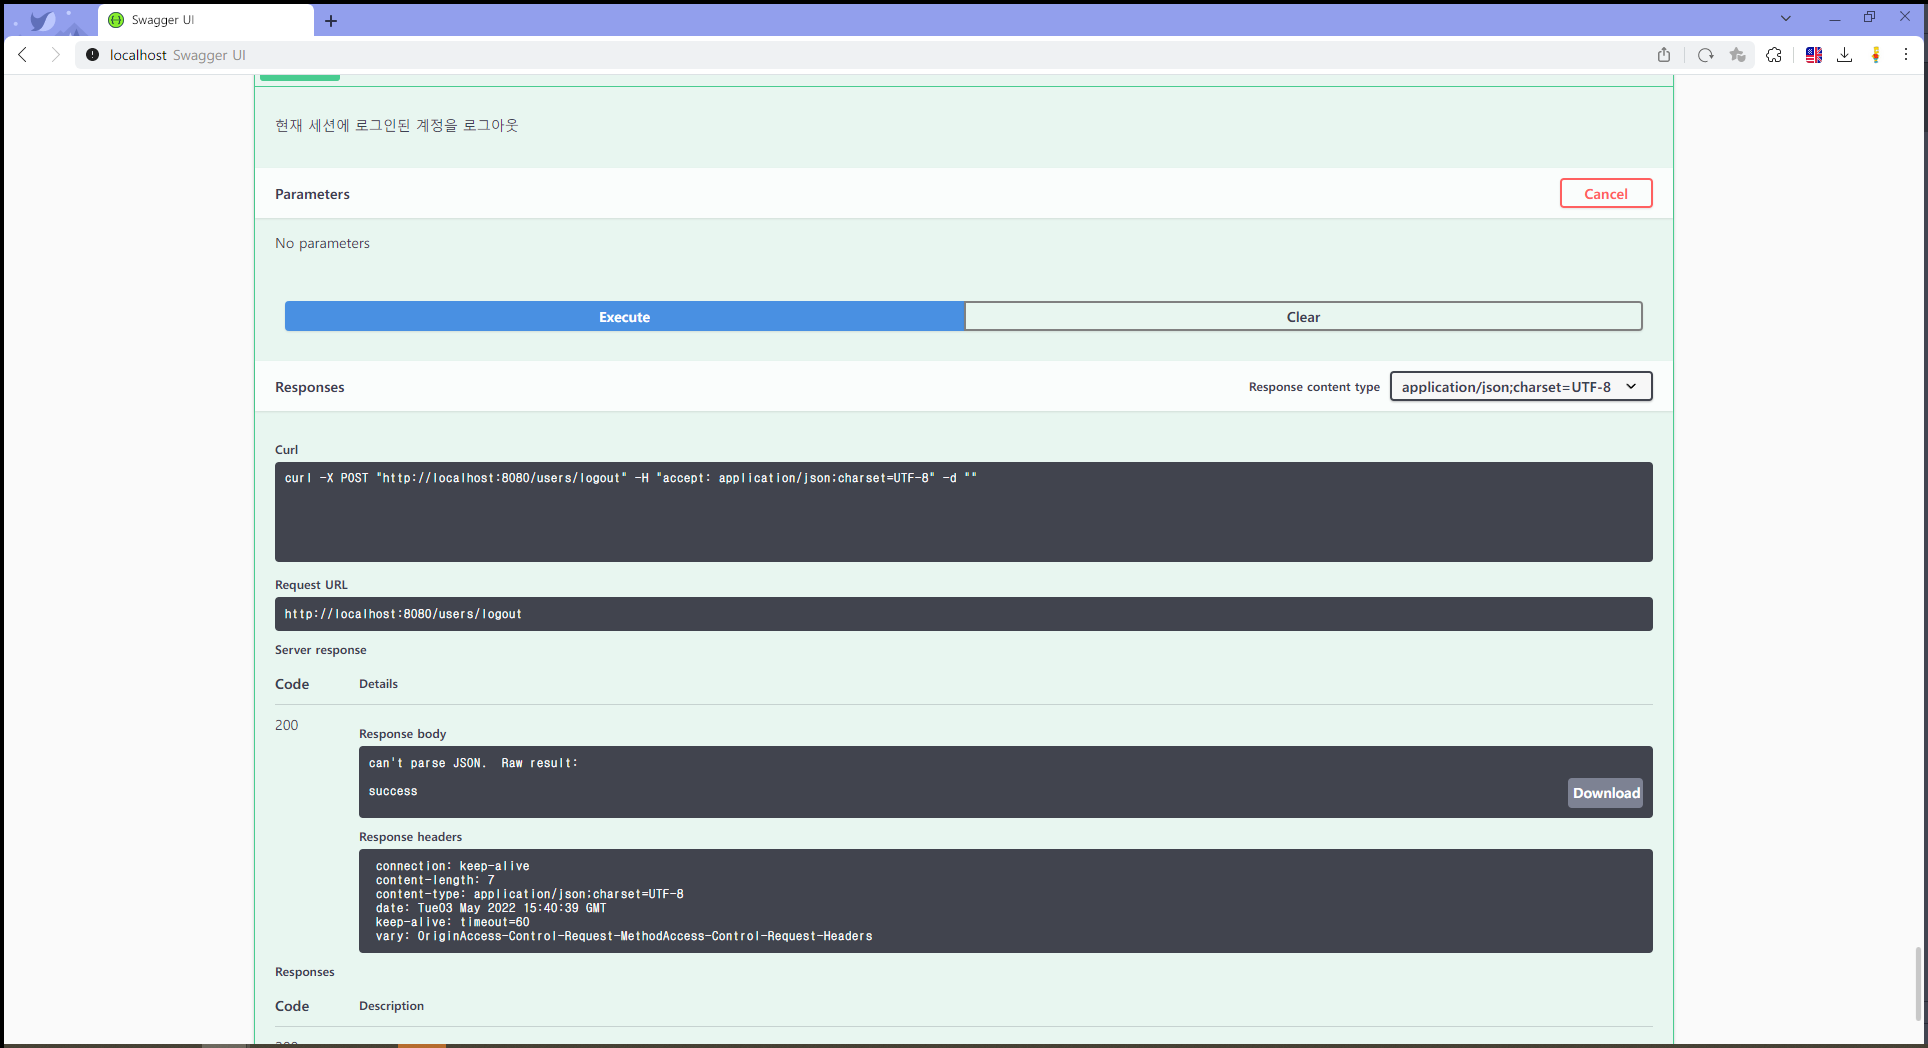 Swagger UI
localhost Swagger UI
현재 세션에 로그인된 계정을 로그아웃
Parameters
Cancel
No parameters
Execute
Clear
Responses
Response content type
application/json;charset=UTF-8
Curl
curl -X POST "http://localhost:8080/users/logout" -H "accept: application/json;charset=UTF-8" -d ""
Request URL
http://localhost:8080/users/logout
Server response
Code Details
200
Response body
can't parse JSON.  Raw result:
success
Download
Response headers
connection: keep-alive
content-length: 7
content-type: application/json;charset=UTF-8
date: Tue03 May 2022 15:40:39 GMT
keep-alive: timeout=60
vary: OriginAccess-Control-Request-MethodAccess-Control-Request-Headers
Responses
Code Description